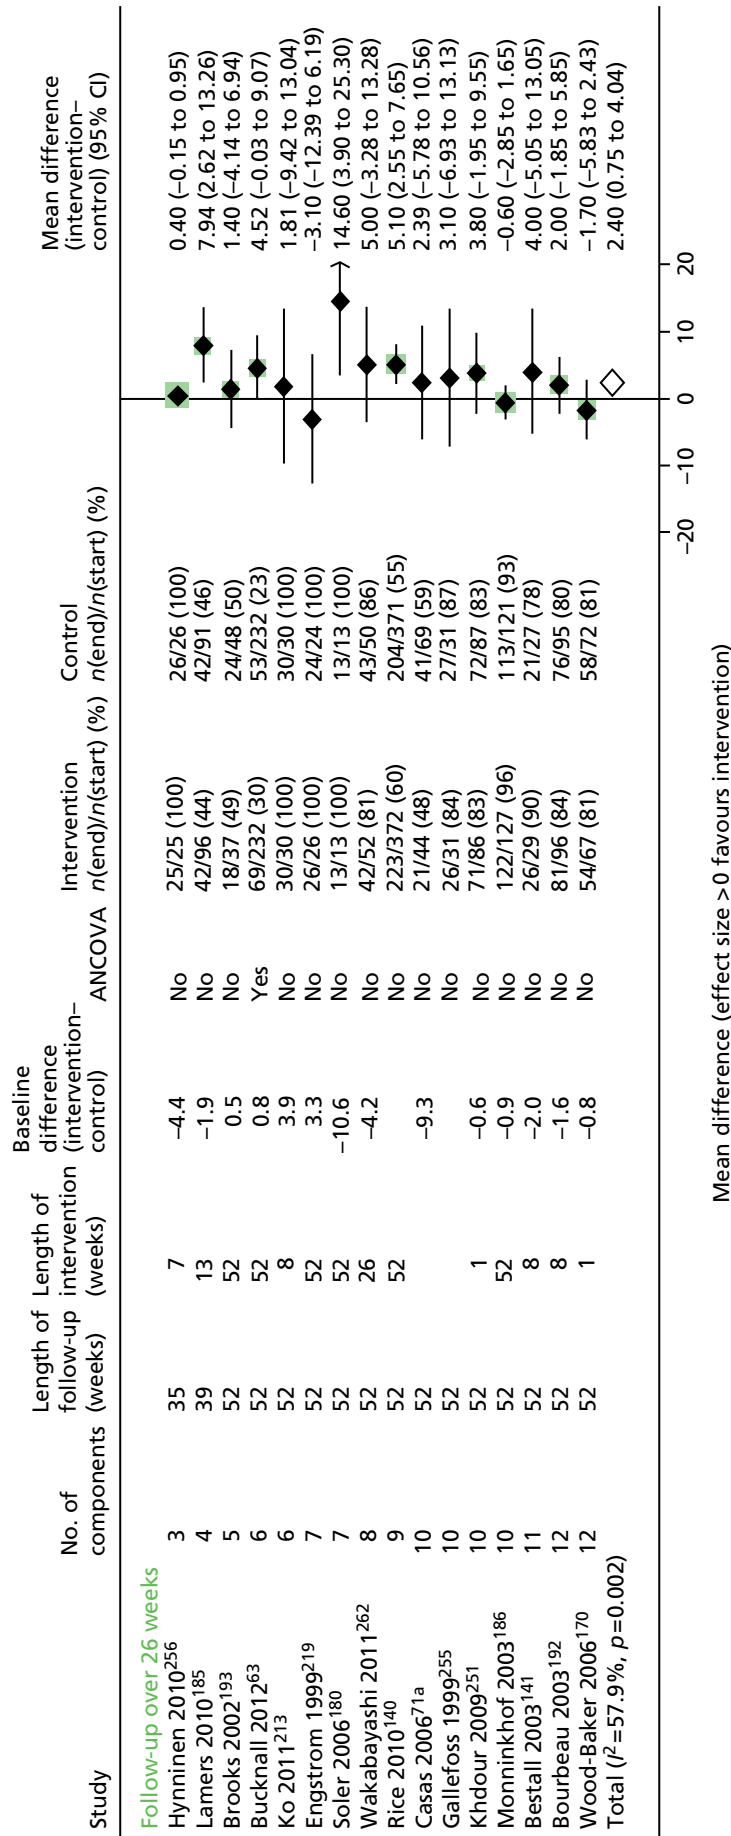 Study No. of components Length of follow-up (weeks) Length of intervention (weeks) Baseline difference (intervention–control) ANCOVA Intervention n(end)/n(start) (%) Control n(end)/n(start) (%) Mean difference (intervention–control) (95% CI)
Follow-up over 26 weeks
Hynninen 2010256 3 35 7 −4.4 No 25/25 (100) 26/26 (100) 0.40 (−0.15 to 0.95)
Lamers 2010185 4 39 13 −1.9 No 42/96 (44) 42/91 (46) 7.94 (2.62 to 13.26)
Brooks 2002193 5 52 52 0.5 No 18/37 (49) 24/48 (50) 1.40 (−4.14 to 6.94)
Bucknall 201263 6 52 52 0.8 Yes 69/232 (30) 53/232 (23) 4.52 (−0.03 to 9.07)
Ko 2011213 6 52 8 3.9 No 30/30 (100) 30/30 (100) 1.81 (−9.42 to 13.04)
Engstrom 1999219 7 52 52 3.3 No 26/26 (100) 24/24 (100) −3.10 (−12.39 to 6.19)
Soler 2006180 7 52 52 −10.6 No 13/13 (100) 13/13 (100) 14.60 (3.90 to 25.30)
Wakabayashi 2011262 8 52 26 −4.2 No 42/52 (81) 43/50 (86) 5.00 (−3.28 to 13.28)
Rice 2010140 9 52 52 No 223/372 (60) 204/371 (55) 5.10 (2.55 to 7.65)
Casas 200671a 10 52 −9.3 No 21/44 (48) 41/69 (59) 2.39 (−5.78 to 10.56)
Gallefoss 1999255 10 52 No 26/31 (84) 27/31 (87) 3.10 (−6.93 to 13.13)
Khdour 2009251 10 52 1 −0.6 No 71/86 (83) 72/87 (83) 3.80 (−1.95 to 9.55)
Monninkhof 2003186 10 52 52 −0.9 No 122/127 (96) 113/121 (93) −0.60 (−2.85 to 1.65)
Bestall 2003141 11 52 8 −2.0 No 26/29 (90) 21/27 (78) 4.00 (−5.05 to 13.05)
Bourbeau 2003192 12 52 8 −1.6 No 81/96 (84) 76/95 (80) 2.00 (−1.85 to 5.85)
Wood-Baker 2006170 12 52 1 −0.8 No 54/67 (81) 58/72 (81) −1.70 (−5.83 to 2.43)
Total (I2=57.9%, p=0.002) 2.40 (0.75 to 4.04)
−20 −10 0 10 20
Mean difference (effect size >0 favours intervention)